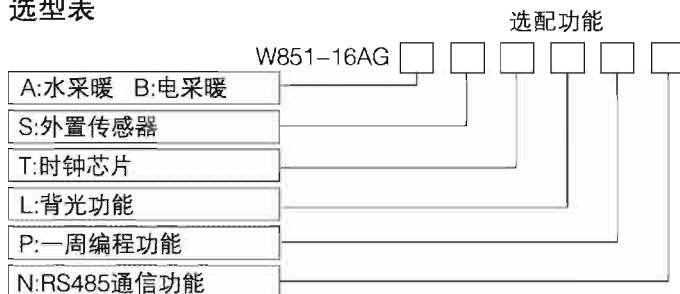 选型表
选配功能
W851-16AG
A:水采暖 B:电采暖
S:外置传感器
T:时钟芯片
L:背光功能
P:一周编程功能
N:RS485通信功能